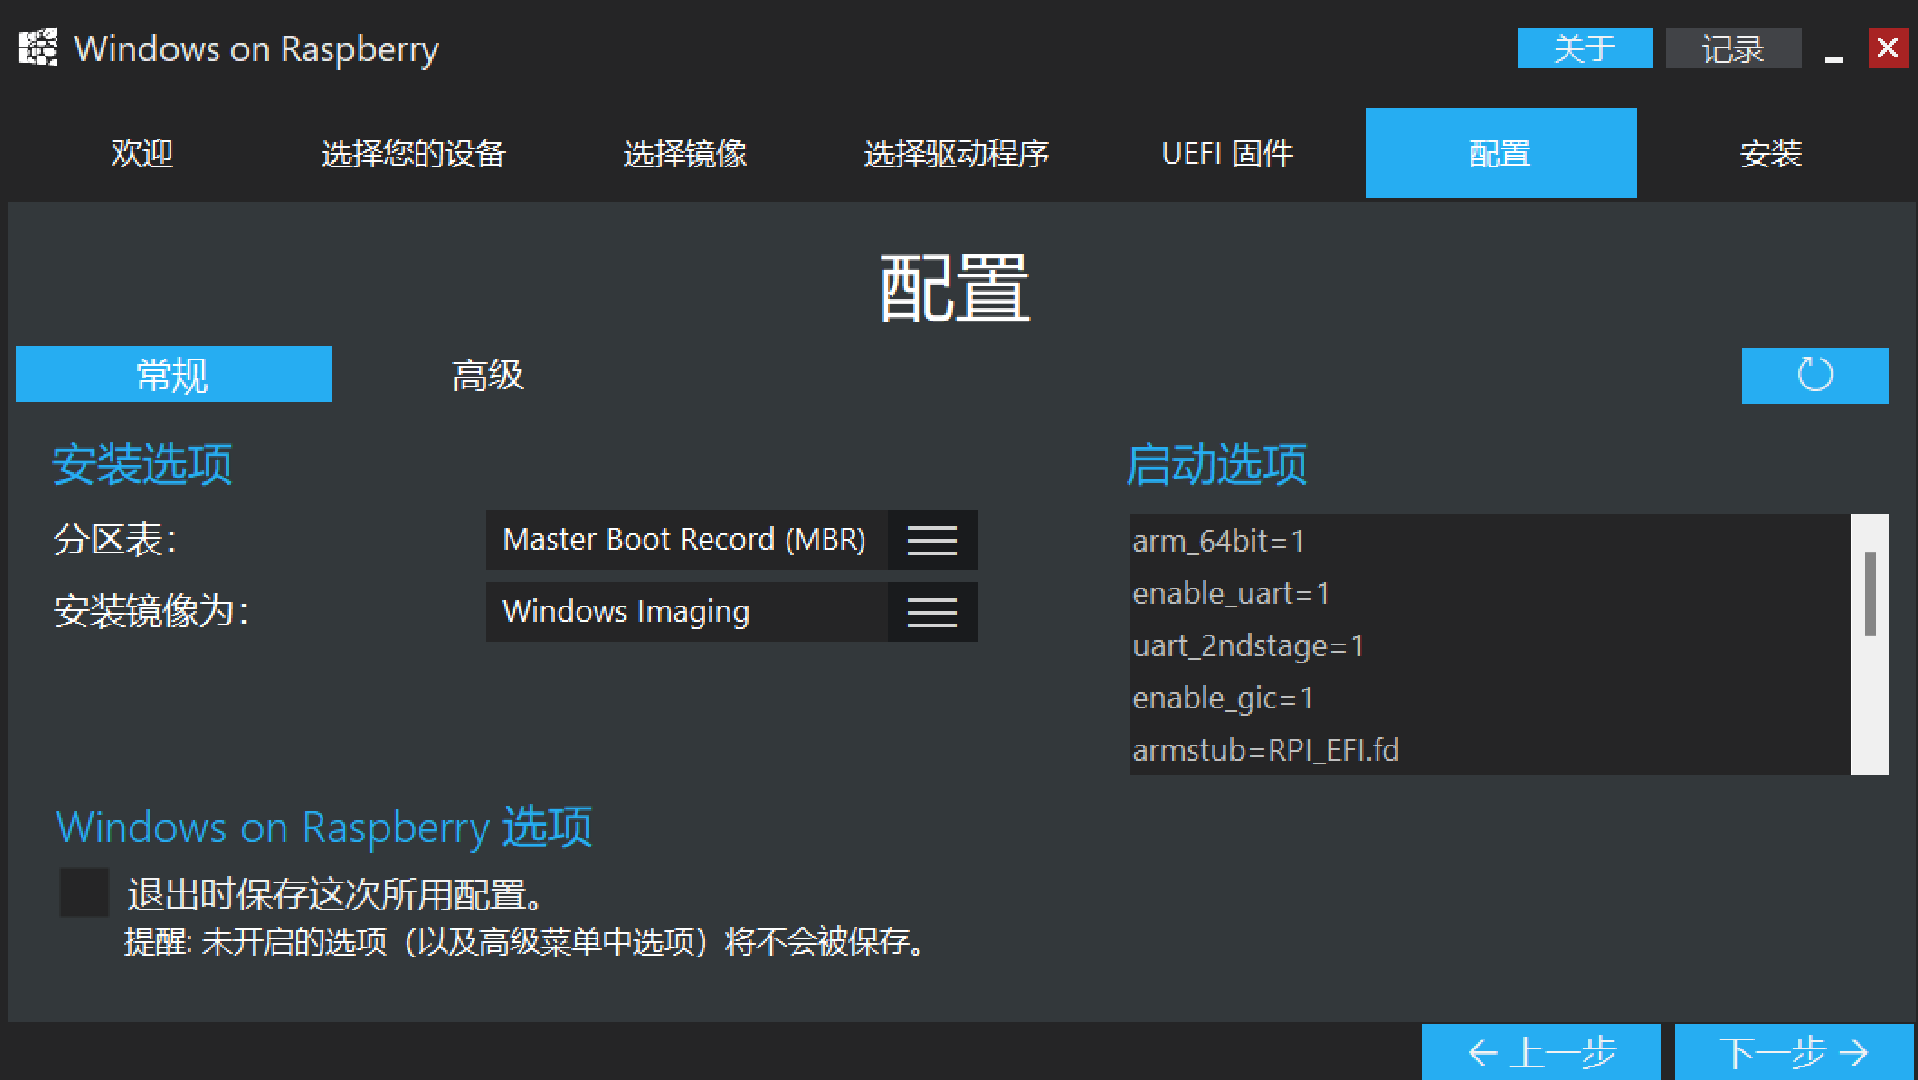 Windows on Raspberry
关于
记录
欢迎
选择您的设备
选择镜像
选择驱动程序
UEFI 固件
配置
安装
配置
常规
高级
安装选项
分区表:
Master Boot Record (MBR)
安装镜像为:
Windows Imaging
启动选项
arm_64bit=1
enable_uart=1
uart_2ndstage=1
enable_gic=1
armstub=RPI_EFI.fd
Windows on Raspberry 选项
退出时保存这次所用配置。
提醒: 未开启的选项（以及高级菜单中选项）将不会被保存。
← 上一步
下一步 →